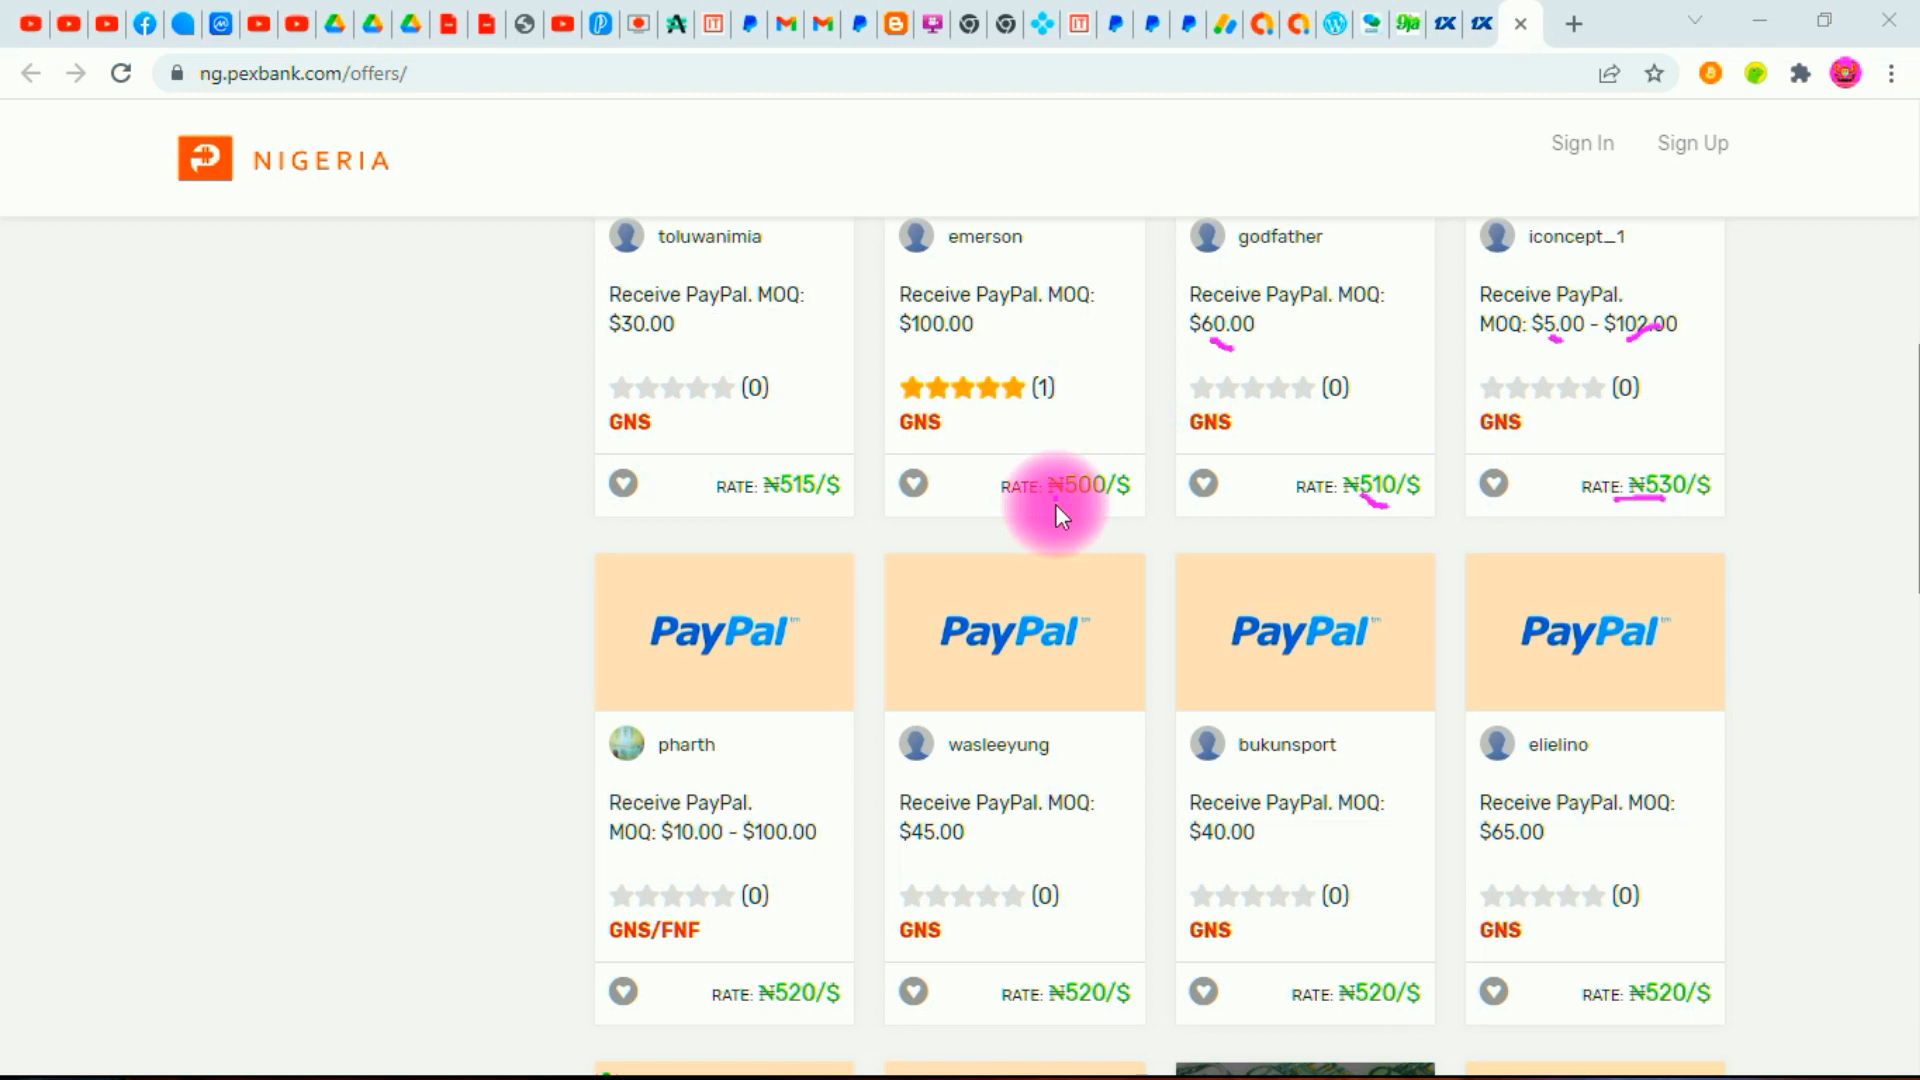 ng.pexbank.com/offers/
NIGERIA
Sign In
Sign Up
toluwanimia
emerson
godfather
iconcept_1
Receive PayPal. MOQ:
$30.00
Receive PayPal. MOQ:
$100.00
Receive PayPal. MOQ:
$60.00
Receive PayPal.
MOQ: $5.00 - $102.00
(0)
(1)
(0)
(0)
GNS
GNS
GNS
GNS
RATE: ₦515/$
RATE: ₦500/$
RATE: ₦510/$
RATE: ₦530/$
PayPal™
PayPal™
PayPal™
PayPal™
pharth
wasleeyung
bukunsport
elielino
Receive PayPal.
MOQ: $10.00 - $100.00
Receive PayPal. MOQ:
$45.00
Receive PayPal. MOQ:
$40.00
Receive PayPal. MOQ:
$65.00
(0)
(0)
(0)
(0)
GNS/FNF
GNS
GNS
GNS
RATE: ₦520/$
RATE: ₦520/$
RATE: ₦520/$
RATE: ₦520/$